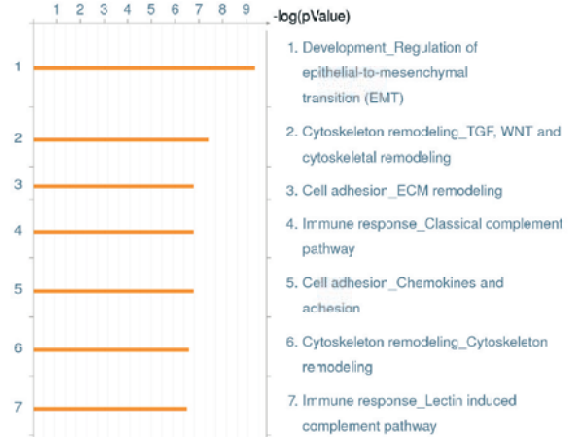 1 2 3 4 5 6 7 8 9 -log(pValue)
1 1. Development_Regulation of
epithelial-to-mesenchymal
transition (EMT)
2 2. Cytoskeleton remodeling_TGF, WNT and
cytoskeletal remodeling
3 3. Cell adhesion_ECM remodeling
4 4. Immune response_Classical complement
pathway
5 5. Cell adhesion_Chemokines and
adhesion
6 6. Cytoskeleton remodeling_Cytoskeleton
remodeling
7 7. Immune response_Lectin induced
complement pathway